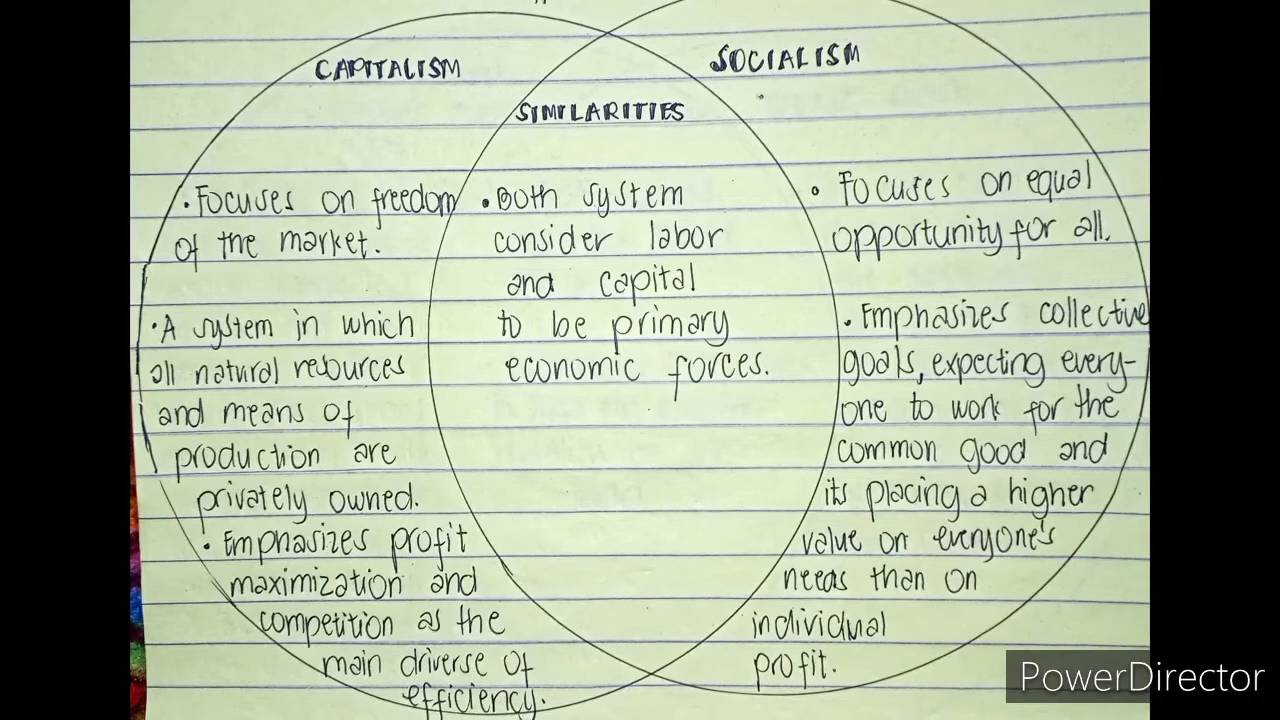 CAPITALISM
SOCIALISM
SIMILARITIES
• Focuses on freedom
of the market.
• A system in which
all natural resources
and means of
production are
privately owned.
• Emphasizes profit
maximization and
competition as the
main driverse of
efficiency.
• Both system
consider labor
and capital
to be primary
economic forces.
• Focuses on equal
opportunity for all.
• Emphasizes collective
goals, expecting every-
one to work for the
common good and
its placing a higher
value on everyone's
needs than on
individual
profit.
PowerDirector